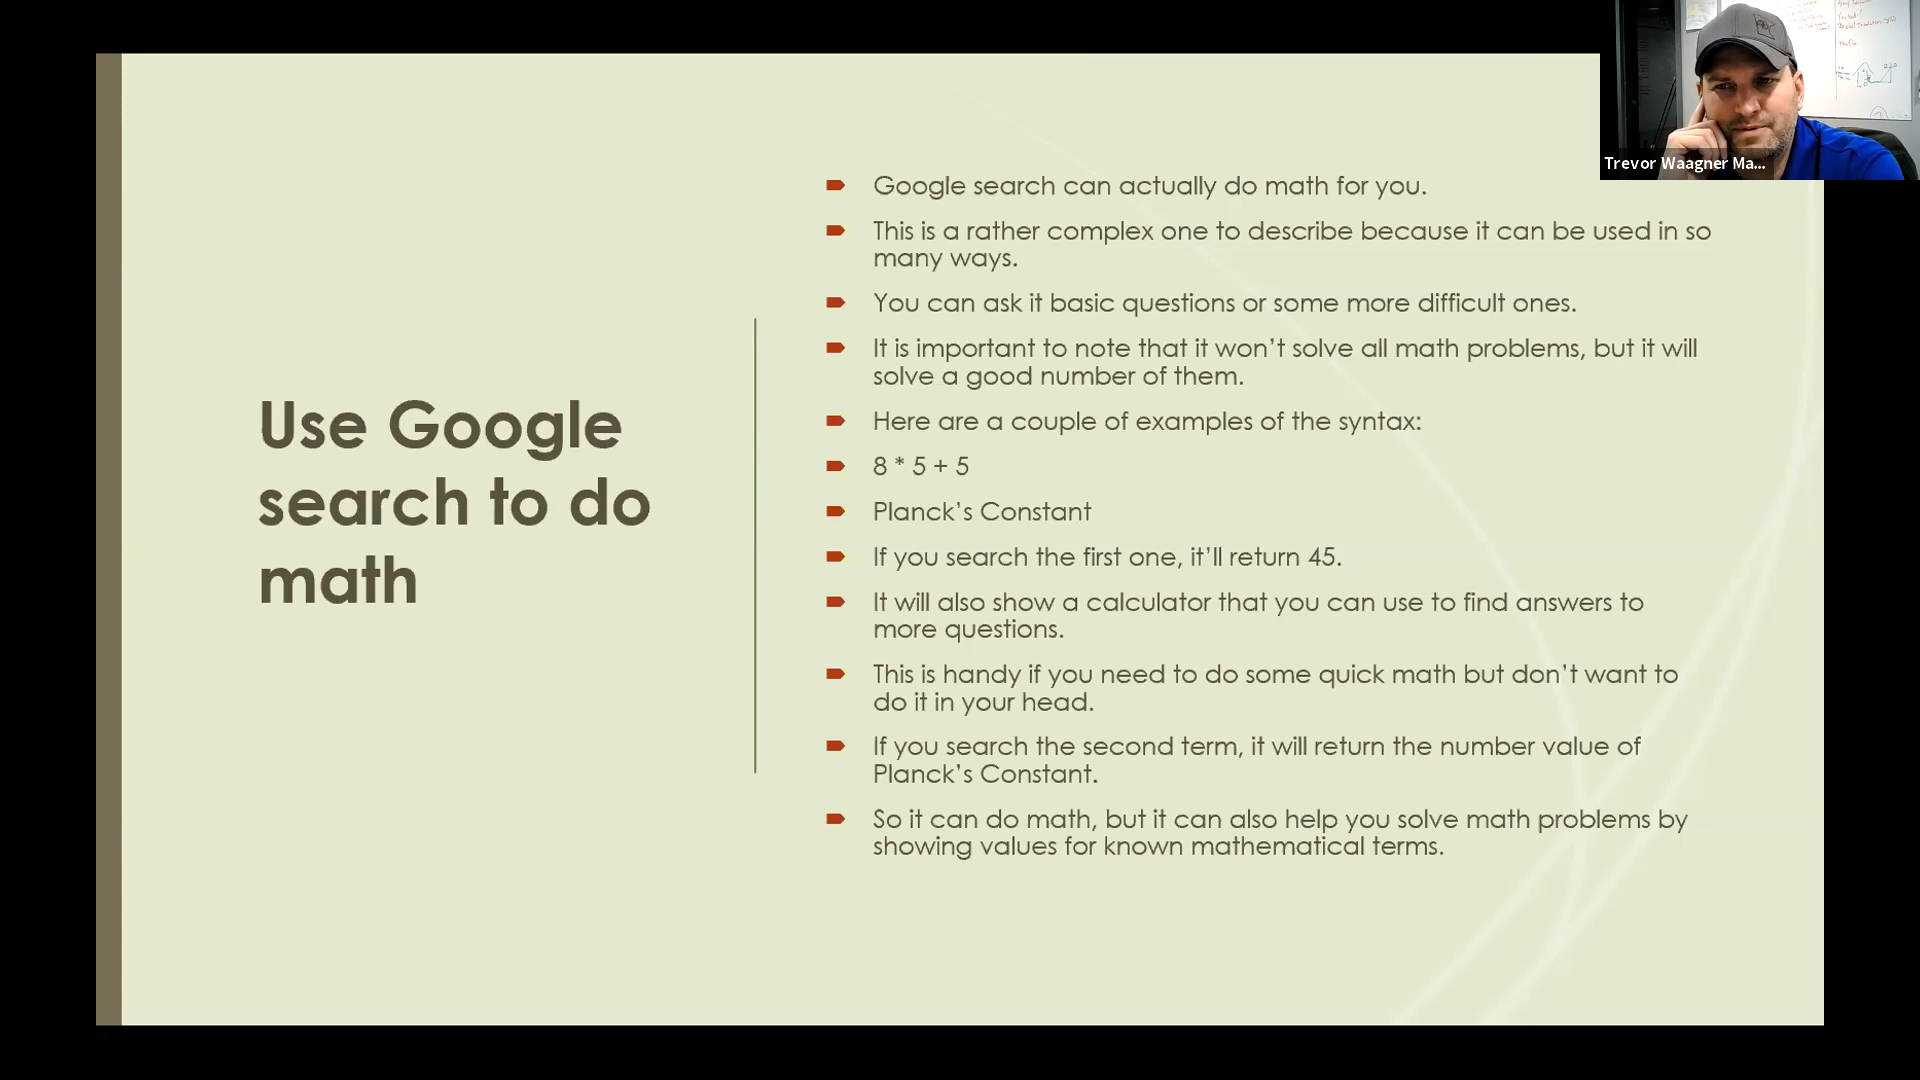 Use Google
search to do
math
Google search can actually do math for you.
This is a rather complex one to describe because it can be used in so
many ways.
You can ask it basic questions or some more difficult ones.
It is important to note that it won’t solve all math problems, but it will
solve a good number of them.
Here are a couple of examples of the syntax:
8 * 5 + 5
Planck’s Constant
If you search the first one, it’ll return 45.
It will also show a calculator that you can use to find answers to
more questions.
This is handy if you need to do some quick math but don’t want to
do it in your head.
If you search the second term, it will return the number value of
Planck’s Constant.
So it can do math, but it can also help you solve math problems by
showing values for known mathematical terms.
Trevor Waagner Ma...